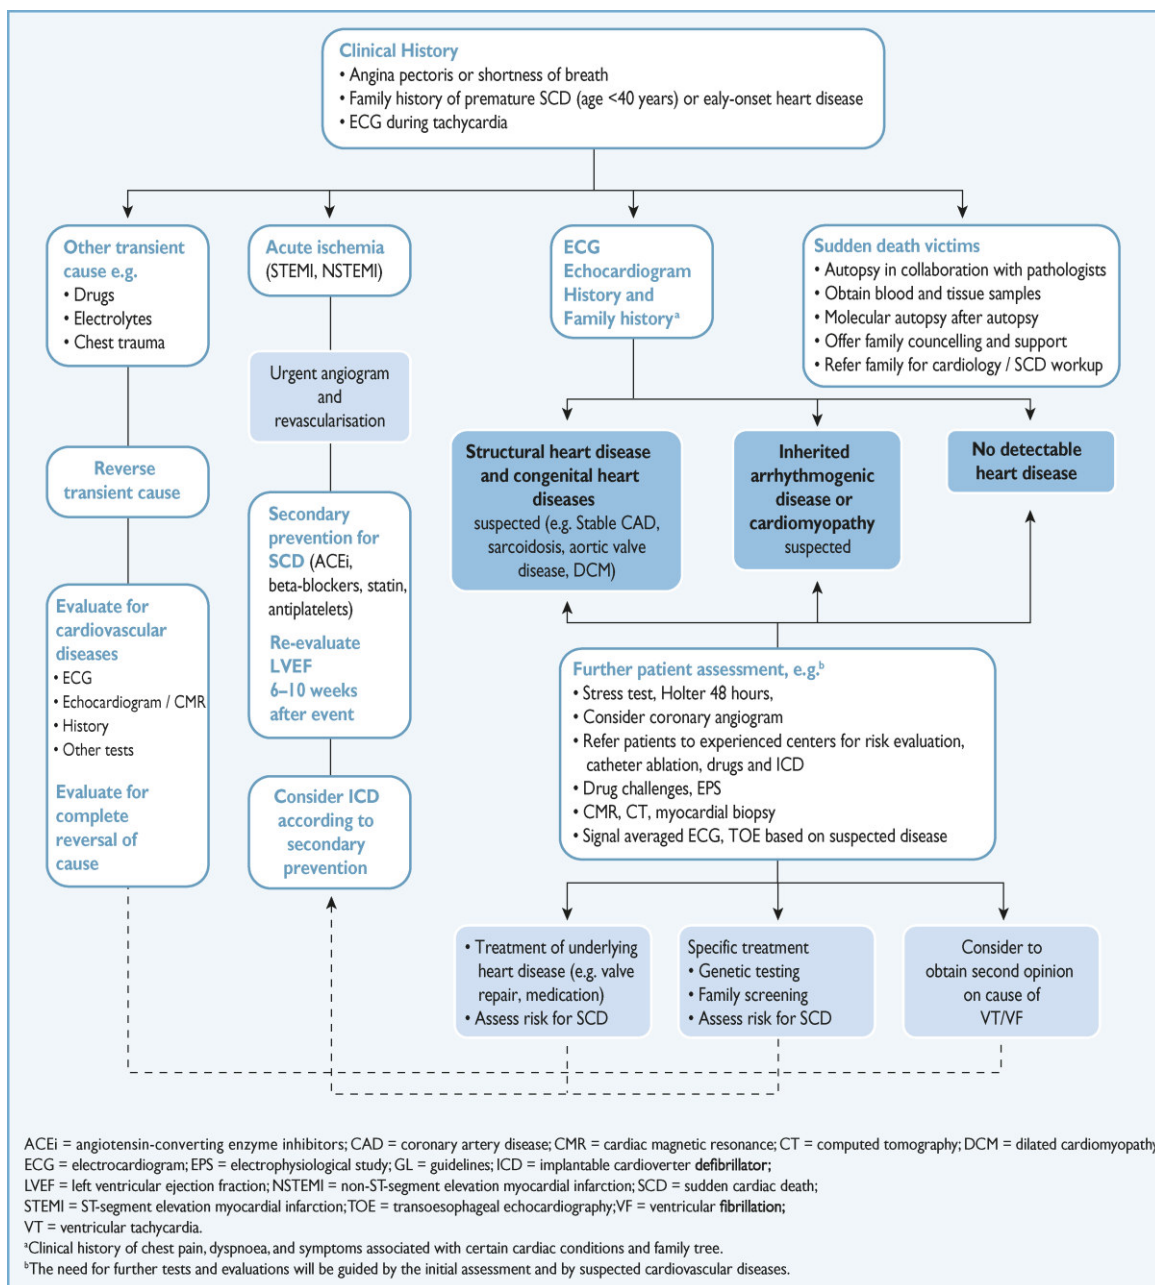 Clinical History
• Angina pectoris or shortness of breath
• Family history of premature SCD (age <40 years) or ealy-onset heart disease
• ECG during tachycardia
Other transient
cause e.g.
• Drugs
• Electrolytes
• Chest trauma
Acute ischemia
(STEMI, NSTEMI)
ECG
Echocardiogram
History and
Family historyᵃ
Sudden death victims
• Autopsy in collaboration with pathologists
• Obtain blood and tissue samples
• Molecular autopsy after autopsy
• Offer family councelling and support
• Refer family for cardiology / SCD workup
Urgent angiogram
and
revascularisation
Reverse
transient cause
Structural heart disease
and congenital heart
diseases
suspected (e.g. Stable CAD,
sarcoidosis, aortic valve
disease, DCM)
Inherited
arrhythmogenic
disease or
cardiomyopathy
suspected
No detectable
heart disease
Secondary
prevention for
SCD (ACEi,
beta-blockers, statin,
antiplatelets)
Re-evaluate
LVEF
6–10 weeks
after event
Evaluate for
cardiovascular
diseases
• ECG
• Echocardiogram / CMR
• History
• Other tests
Evaluate for
complete
reversal of
cause
Consider ICD
according to
secondary
prevention
Further patient assessment, e.g.ᵇ
• Stress test, Holter 48 hours,
• Consider coronary angiogram
• Refer patients to experienced centers for risk evaluation,
catheter ablation, drugs and ICD
• Drug challenges, EPS
• CMR, CT, myocardial biopsy
• Signal averaged ECG, TOE based on suspected disease
• Treatment of underlying
heart disease (e.g. valve
repair, medication)
• Assess risk for SCD
Specific treatment
• Genetic testing
• Family screening
• Assess risk for SCD
Consider to
obtain second opinion
on cause of
VT/VF
ACEi = angiotensin-converting enzyme inhibitors; CAD = coronary artery disease; CMR = cardiac magnetic resonance; CT = computed tomography; DCM = dilated cardiomyopathy
ECG = electrocardiogram; EPS = electrophysiological study; GL = guidelines; ICD = implantable cardioverter defibrillator;
LVEF = left ventricular ejection fraction; NSTEMI = non-ST-segment elevation myocardial infarction; SCD = sudden cardiac death;
STEMI = ST-segment elevation myocardial infarction; TOE = transoesophageal echocardiography; VF = ventricular fibrillation;
VT = ventricular tachycardia.
ᵃClinical history of chest pain, dyspnoea, and symptoms associated with certain cardiac conditions and family tree.
ᵇThe need for further tests and evaluations will be guided by the initial assessment and by suspected cardiovascular diseases.